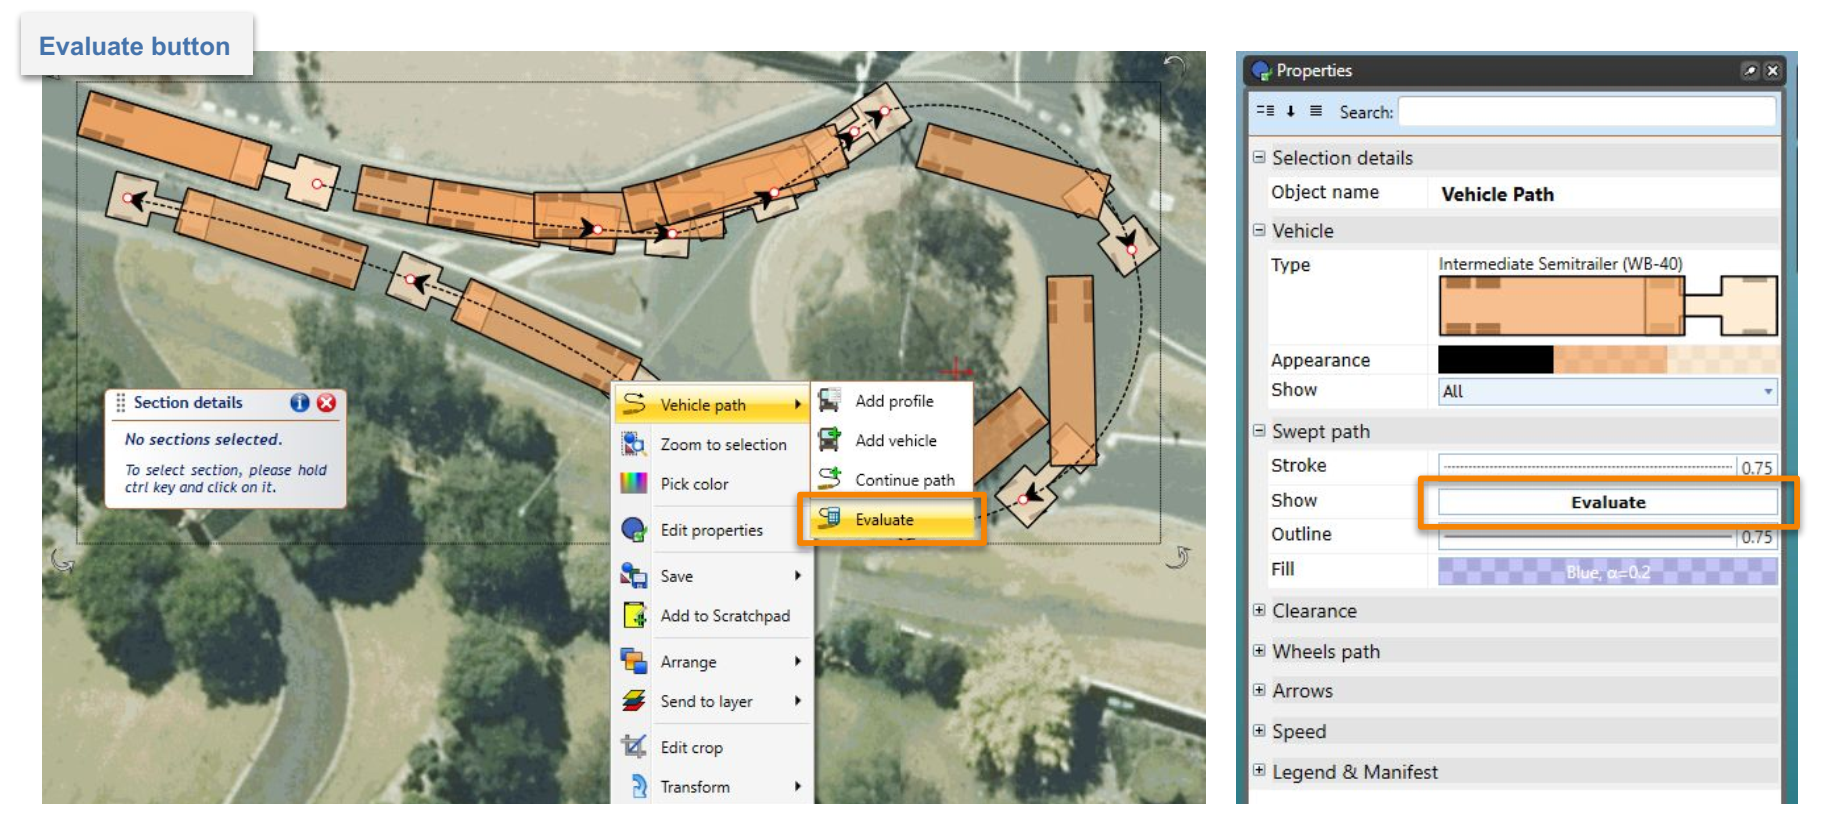 Evaluate button
Section details
No sections selected.
To select section, please hold
ctrl key and click on it.
Vehicle path
Zoom to selection
Pick color
Edit properties
Save
Add to Scratchpad
Arrange
Send to layer
Edit crop
Transform
Add profile
Add vehicle
Continue path
Evaluate
Properties
Search:
Selection details
Object name Vehicle Path
Vehicle
Type Intermediate Semitrailer (WB-40)
Appearance
Show All
Swept path
Stroke 0.75
Show Evaluate
Outline 0.75
Fill Blue, α=0.2
Clearance
Wheels path
Arrows
Speed
Legend & Manifest